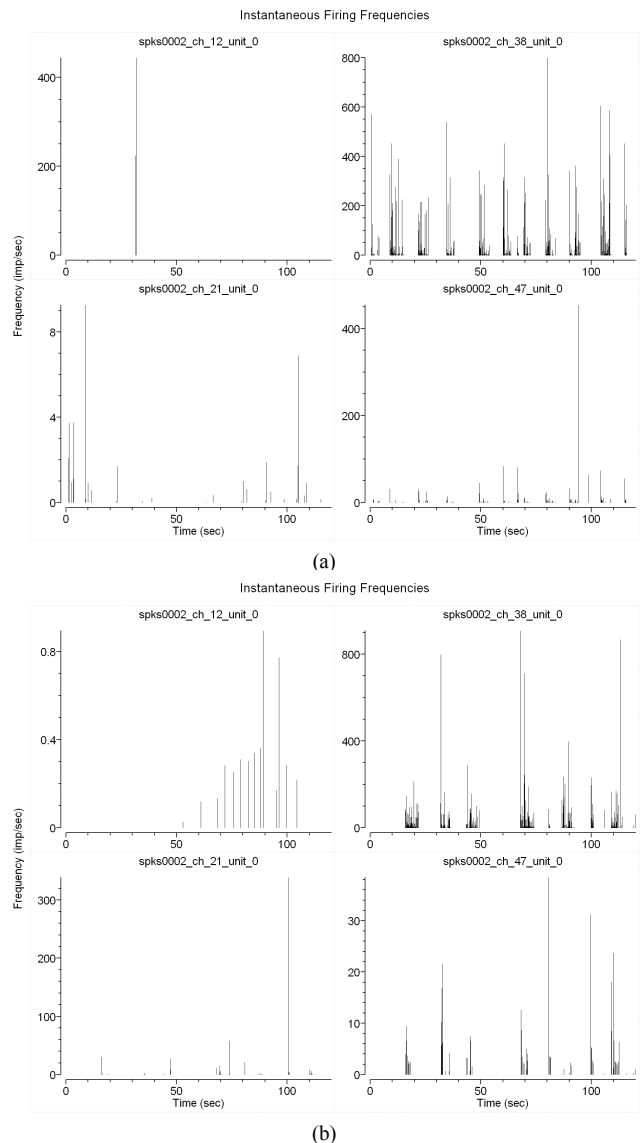 Instantaneous Firing Frequencies
spks0002_ch_12_unit_0
spks0002_ch_38_unit_0
400
200
0
0 50 100
800
600
400
200
0
0 50 100
spks0002_ch_21_unit_0
spks0002_ch_47_unit_0
8
4
0
0 50 100
400
200
0
0 50 100
Frequency (imp/sec)
Time (sec)
Time (sec)
(a)
Instantaneous Firing Frequencies
spks0002_ch_12_unit_0
spks0002_ch_38_unit_0
0.8
0.4
0
0 50 100
800
400
0
0 50 100
spks0002_ch_21_unit_0
spks0002_ch_47_unit_0
300
200
100
0
0 50 100
30
20
10
0
0 50 100
Frequency (imp/sec)
Time (sec)
Time (sec)
(b)